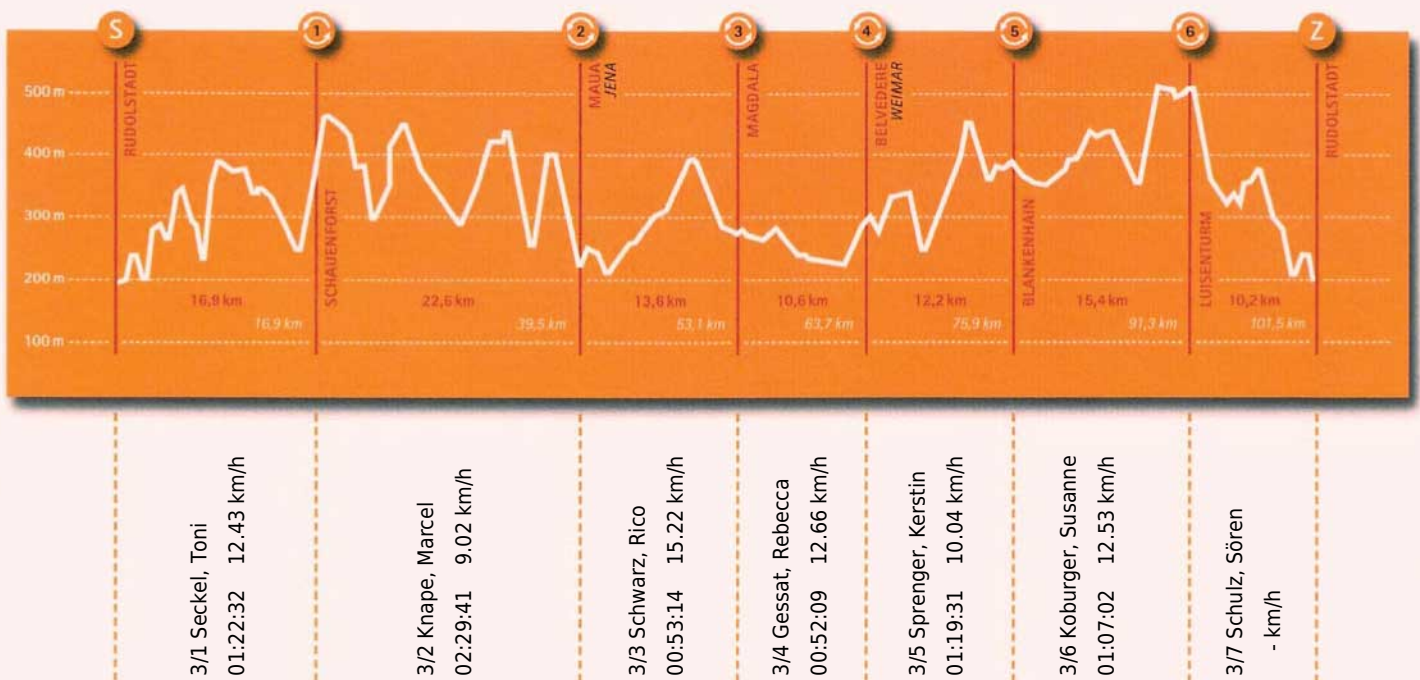 S
1
2
3
4
5
6
Z
500 m
400 m
300 m
200 m
100 m
RUDOLSTADT
SCHAUENFORST
MAUA
JENA
MAGDALA
BELVEDERE
WEIMAR
BLANKENHAIN
LUISENTURM
RUDOLSTADT
16,9 km
22,6 km
13,6 km
10,6 km
12,2 km
15,4 km
10,2 km
16,9 km
39,5 km
53,1 km
63,7 km
75,9 km
91,3 km
101,5 km
3/1 Seckel, Toni
01:22:32 12.43 km/h
3/2 Knape, Marcel
02:29:41 9.02 km/h
3/3 Schwarz, Rico
00:53:14 15.22 km/h
3/4 Gessat, Rebecca
00:52:09 12.66 km/h
3/5 Sprenger, Kerstin
01:19:31 10.04 km/h
3/6 Koburger, Susanne
01:07:02 12.53 km/h
3/7 Schulz, Sören
- km/h